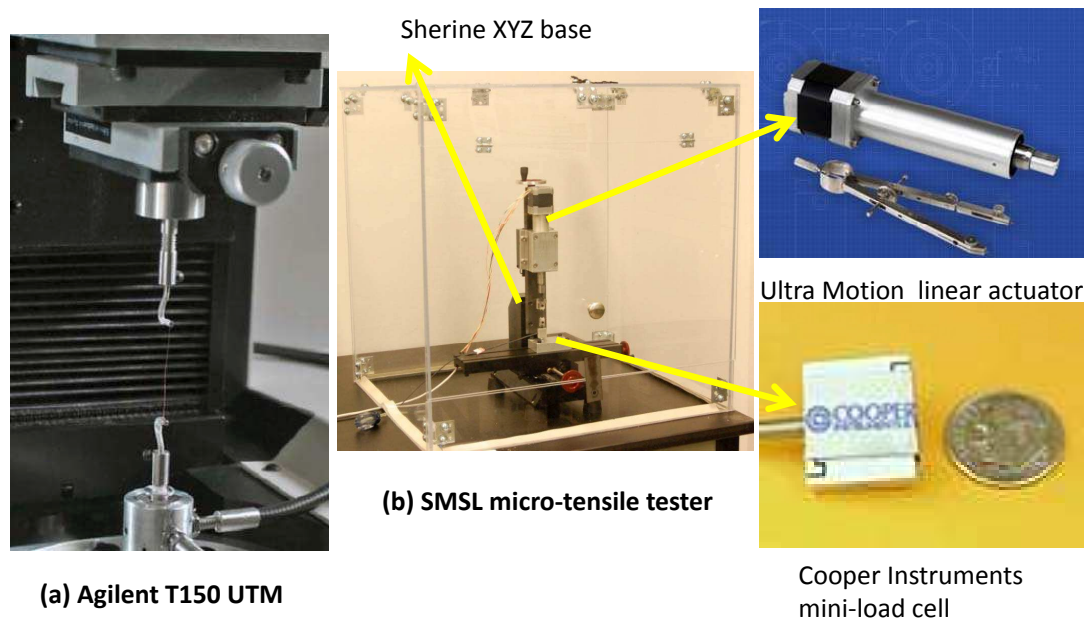 Sherine XYZ base
Ultra Motion linear actuator
COOPER
(b) SMSL micro-tensile tester
(a) Agilent T150 UTM
Cooper Instruments
mini-load cell